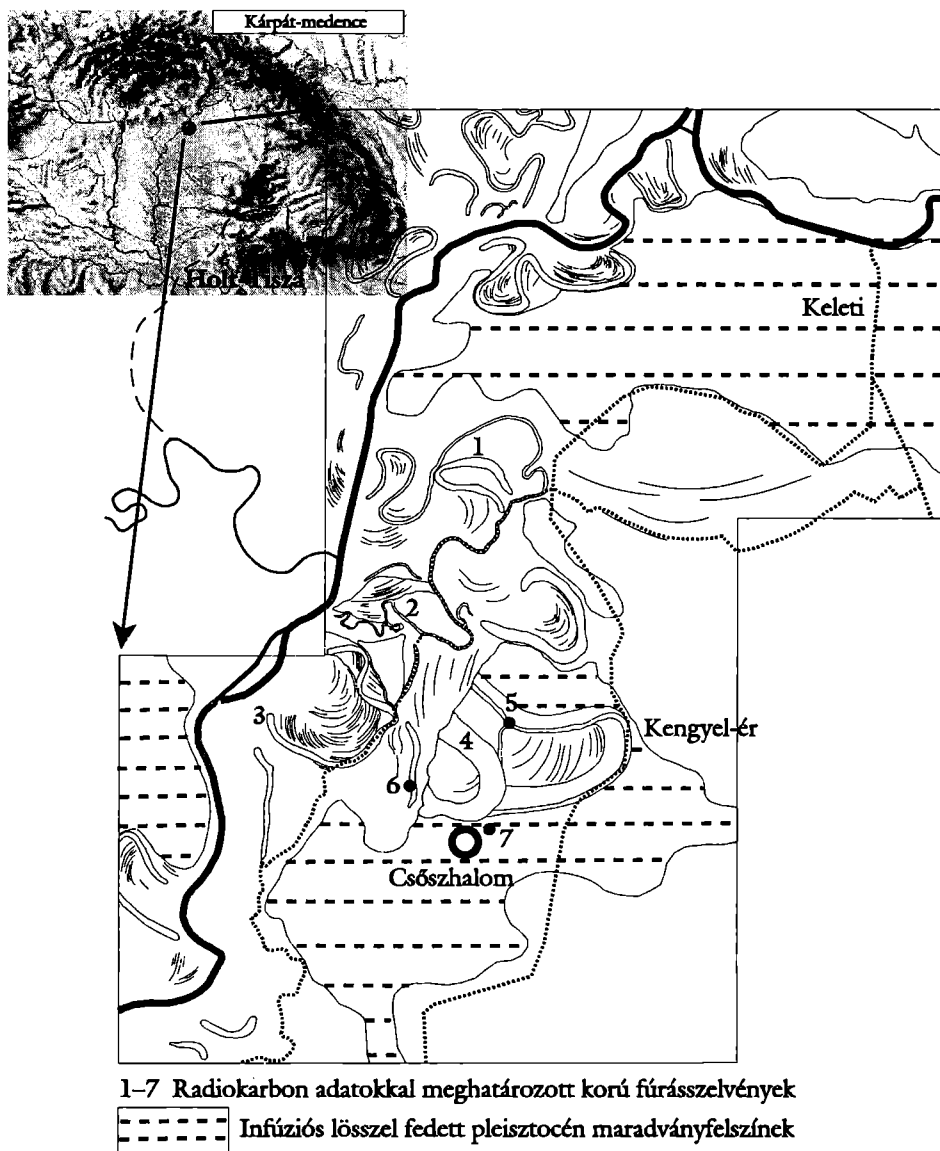 Kárpát-medence
Holt-Tisza
Keleti
1
2
3
5
Kengyel-ér
4
6
7
Csőszhalom
1–7 Radiokarbon adatokkal meghatározott korú fúrásszelvények
Infúziós lösszel fedett pleisztocén maradványfelszínek